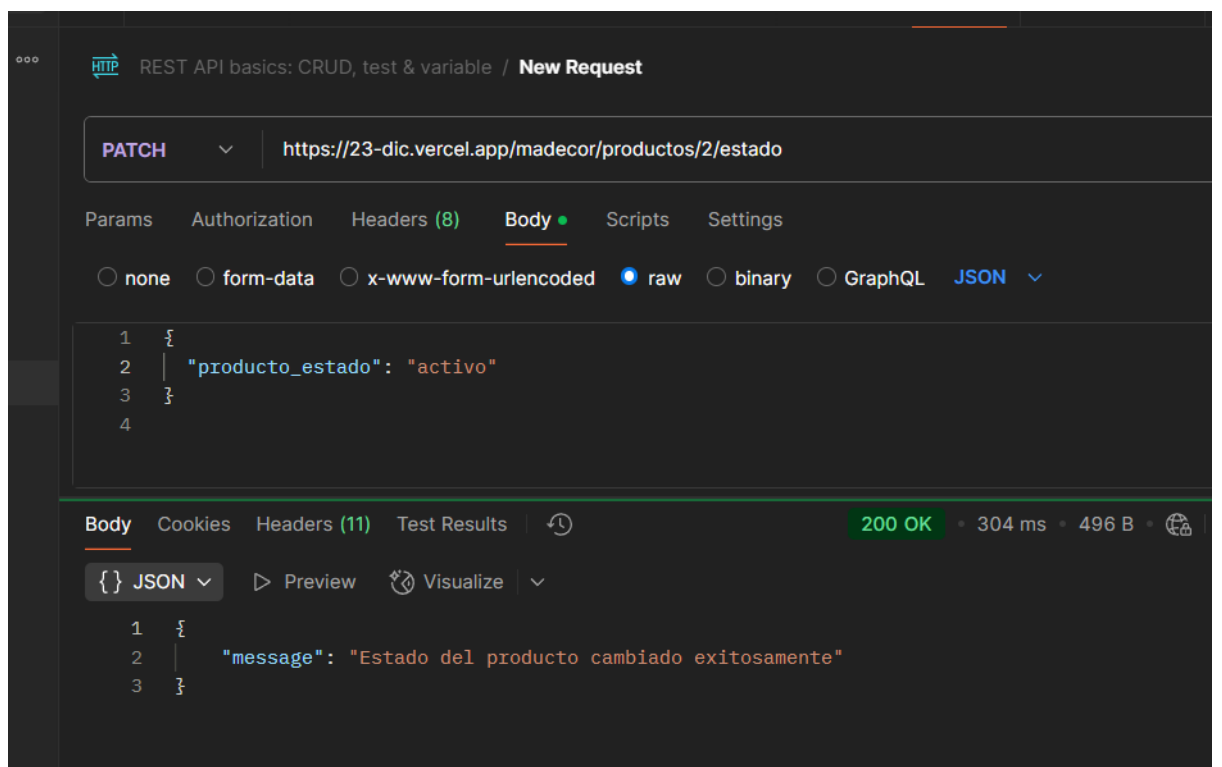 HTTP REST API basics: CRUD, test & variable / New Request
PATCH https://23-dic.vercel.app/madecor/productos/2/estado
Params Authorization Headers (8) Body Scripts Settings
none form-data x-www-form-urlencoded raw binary GraphQL JSON
1 {
2 "producto_estado": "activo"
3 }
4
Body Cookies Headers (11) Test Results 200 OK • 304 ms • 496 B •
{} JSON Preview Visualize
1 {
2 "message": "Estado del producto cambiado exitosamente"
3 }